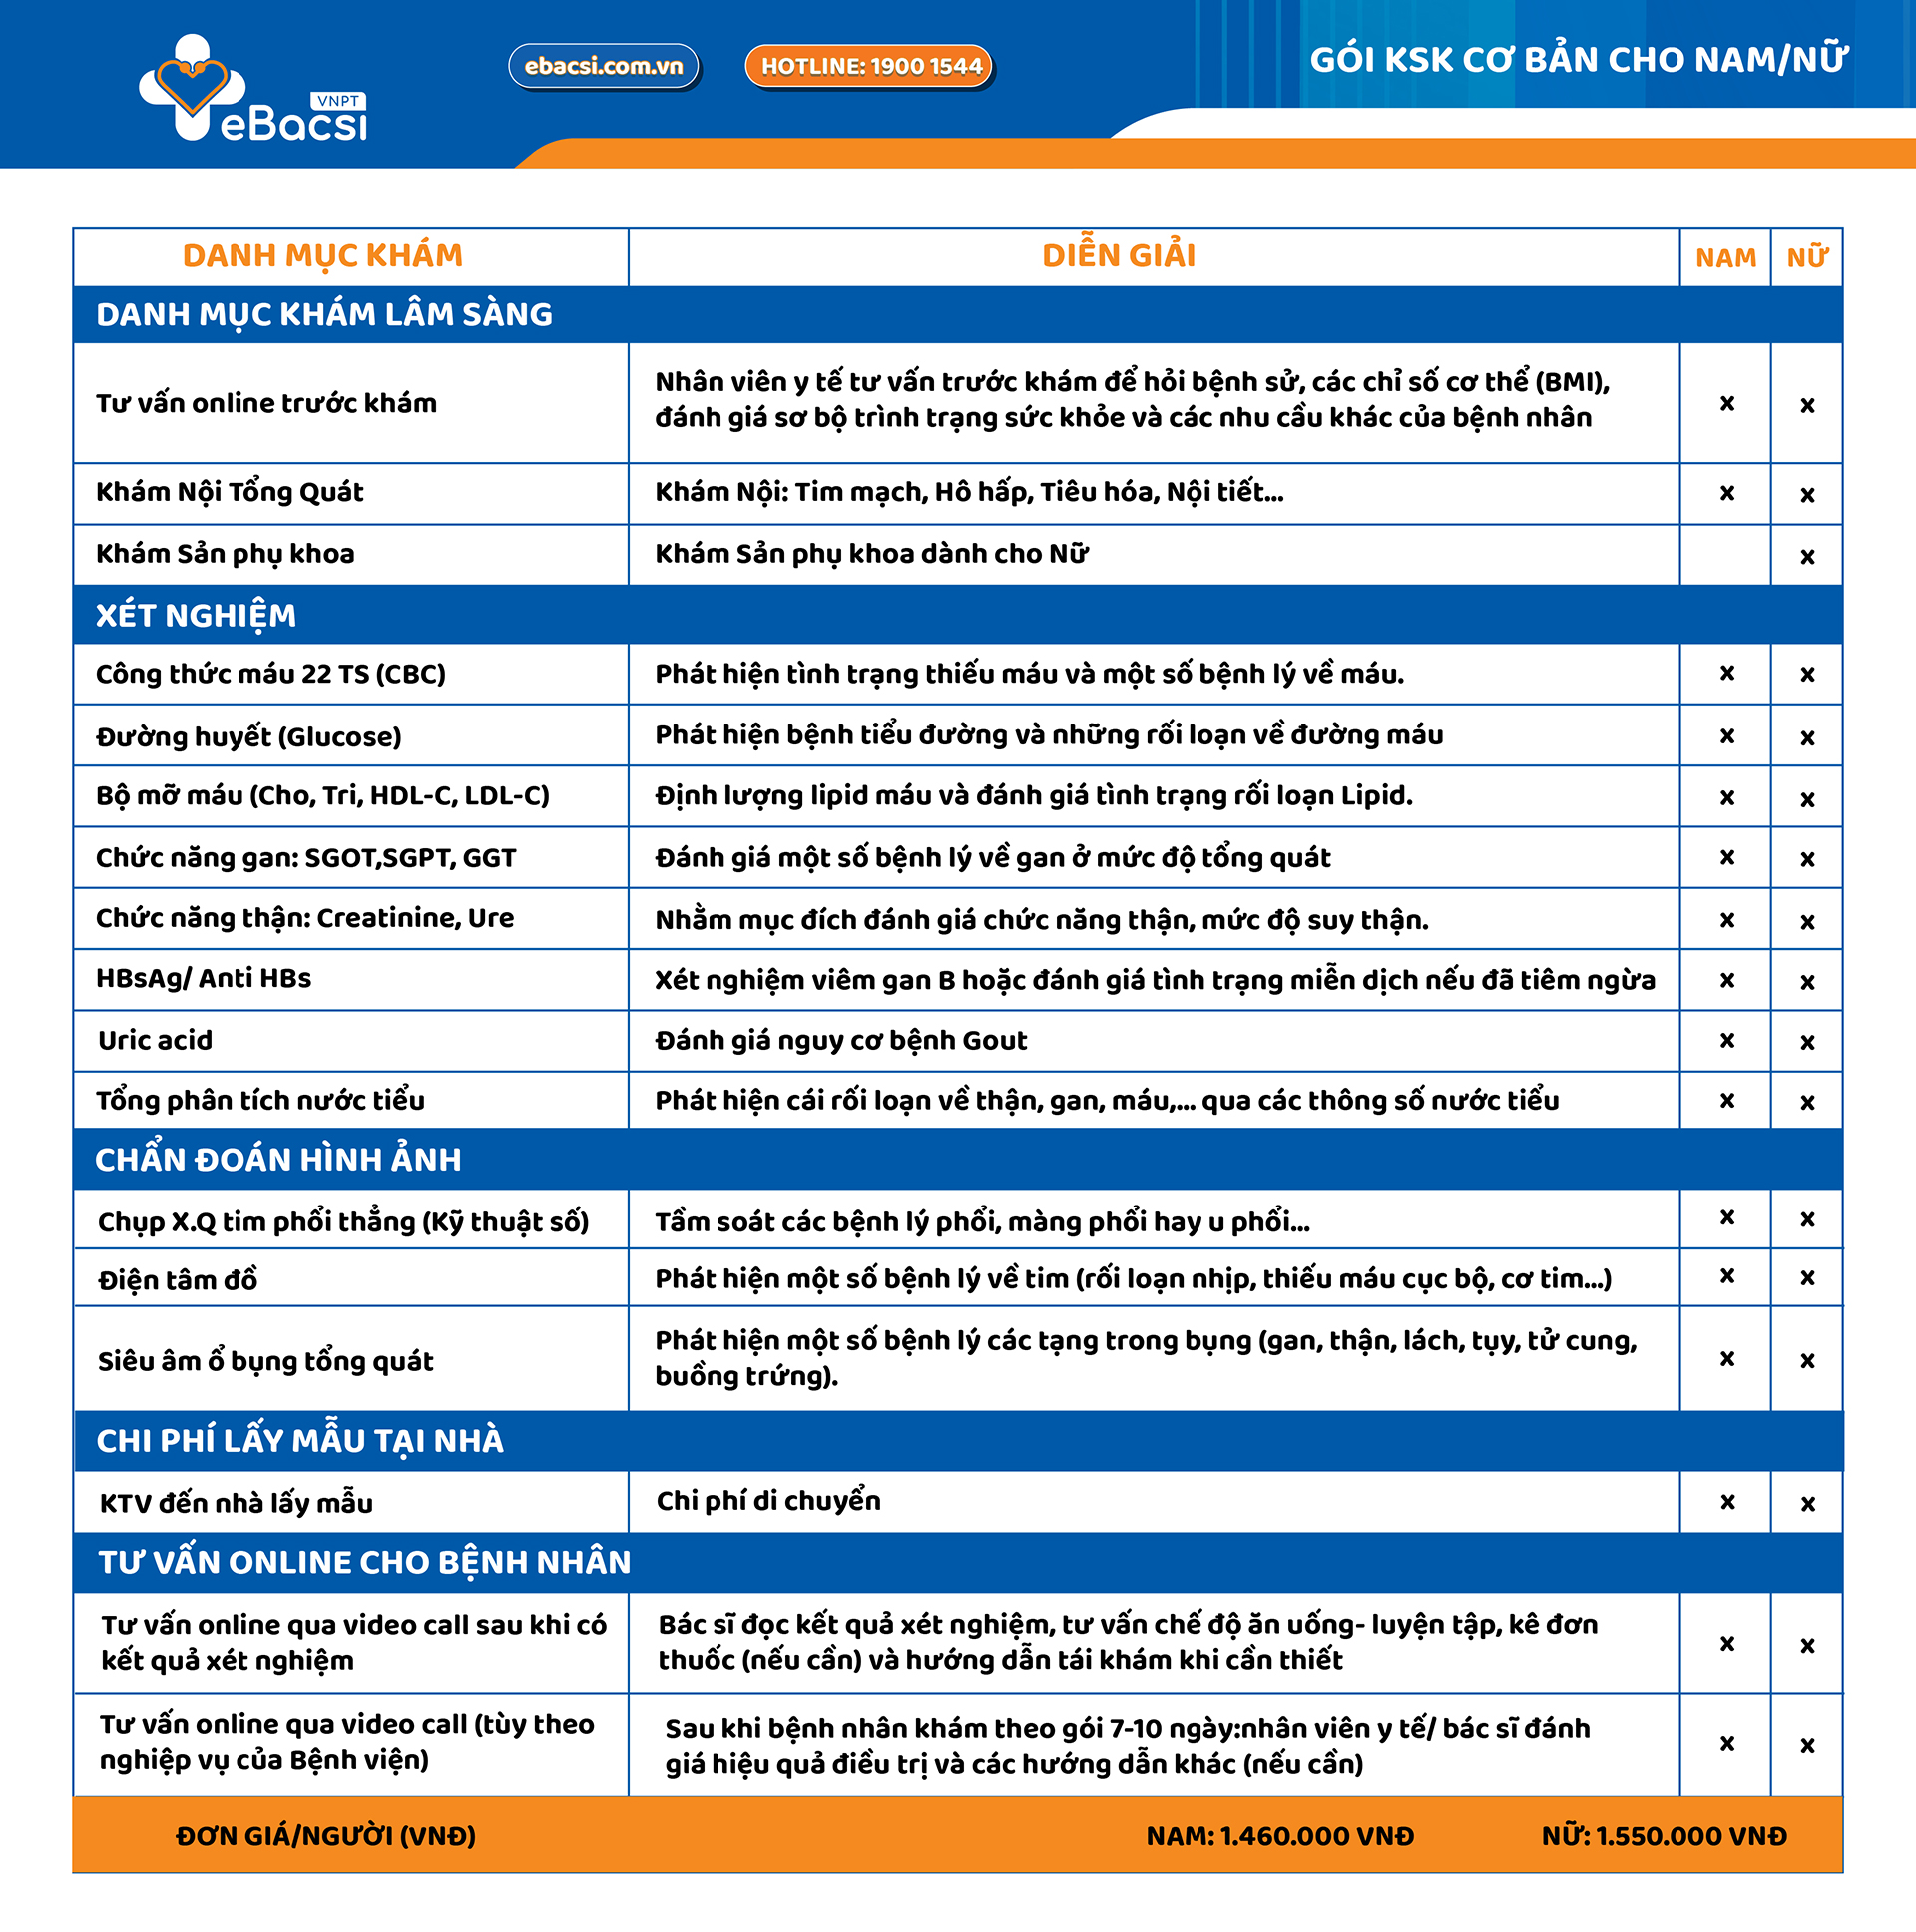 VNPT
eBacsi
ebacsi.com.vn
HOTLINE: 1900 1544
GÓI KSK CƠ BẢN CHO NAM/NỮ
DANH MỤC KHÁM
DIỄN GIẢI
NAM
NỮ
DANH MỤC KHÁM LÂM SÀNG
Tư vấn online trước khám
Nhân viên y tế tư vấn trước khám để hỏi bệnh sử, các chỉ số cơ thể (BMI),
đánh giá sơ bộ trình trạng sức khỏe và các nhu cầu khác của bệnh nhân
x
x
Khám Nội Tổng Quát
Khám Nội: Tim mạch, Hô hấp, Tiêu hóa, Nội tiết...
x
x
Khám Sản phụ khoa
Khám Sản phụ khoa dành cho Nữ
x
XÉT NGHIỆM
Công thức máu 22 TS (CBC)
Phát hiện tình trạng thiếu máu và một số bệnh lý về máu.
x
x
Đường huyết (Glucose)
Phát hiện bệnh tiểu đường và những rối loạn về đường máu
x
x
Bộ mỡ máu (Cho, Tri, HDL-C, LDL-C)
Định lượng lipid máu và đánh giá tình trạng rối loạn Lipid.
x
x
Chức năng gan: SGOT,SGPT, GGT
Đánh giá một số bệnh lý về gan ở mức độ tổng quát
x
x
Chức năng thận: Creatinine, Ure
Nhằm mục đích đánh giá chức năng thận, mức độ suy thận.
x
x
HBsAg/ Anti HBs
Xét nghiệm viêm gan B hoặc đánh giá tình trạng miễn dịch nếu đã tiêm ngừa
x
x
Uric acid
Đánh giá nguy cơ bệnh Gout
x
x
Tổng phân tích nước tiểu
Phát hiện cái rối loạn về thận, gan, máu,... qua các thông số nước tiểu
x
x
CHẨN ĐOÁN HÌNH ẢNH
Chụp X.Q tim phổi thẳng (Kỹ thuật số)
Tầm soát các bệnh lý phổi, màng phổi hay u phổi...
x
x
Điện tâm đồ
Phát hiện một số bệnh lý về tim (rối loạn nhịp, thiếu máu cục bộ, cơ tim...)
x
x
Siêu âm ổ bụng tổng quát
Phát hiện một số bệnh lý các tạng trong bụng (gan, thận, lách, tụy, tử cung,
buồng trứng).
x
x
CHI PHÍ LẤY MẪU TẠI NHÀ
KTV đến nhà lấy mẫu
Chi phí di chuyển
x
x
TƯ VẤN ONLINE CHO BỆNH NHÂN
Tư vấn online qua video call sau khi có
kết quả xét nghiệm
Bác sĩ đọc kết quả xét nghiệm, tư vấn chế độ ăn uống- luyện tập, kê đơn
thuốc (nếu cần) và hướng dẫn tái khám khi cần thiết
x
x
Tư vấn online qua video call (tùy theo
nghiệp vụ của Bệnh viện)
Sau khi bệnh nhân khám theo gói 7-10 ngày:nhân viên y tế/ bác sĩ đánh
giá hiệu quả điều trị và các hướng dẫn khác (nếu cần)
x
x
ĐƠN GIÁ/NGƯỜI (VNĐ)
NAM: 1.460.000 VNĐ
NỮ: 1.550.000 VNĐ